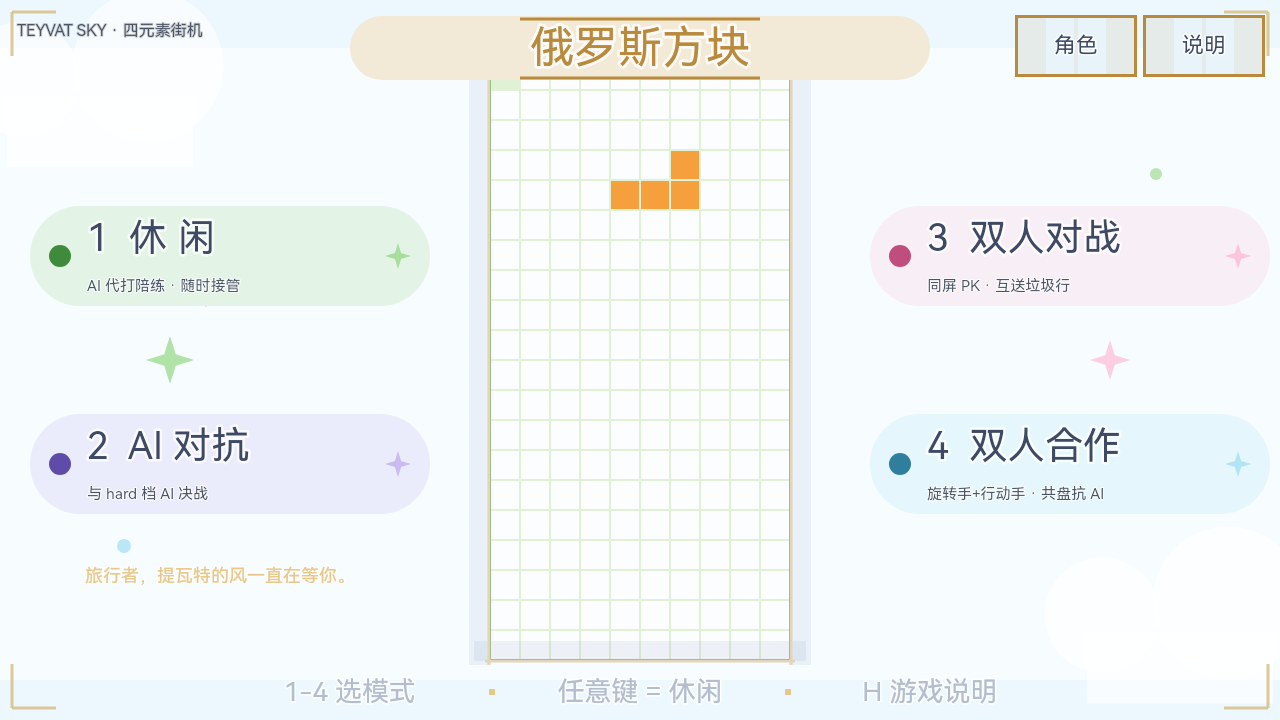 TEYVAT SKY · 四元素街机
俄罗斯方块
角色
说明
1 休 闲
AI 代打陪练 · 随时接管
2 AI 对抗
与 hard 档 AI 决战
3 双人对战
同屏 PK · 互送垃圾行
4 双人合作
旋转手+行动手 · 共盘抗 AI
旅行者，提瓦特的风一直在等你。
1-4 选模式 ▪ 任意键 = 休闲 ▪ H 游戏说明